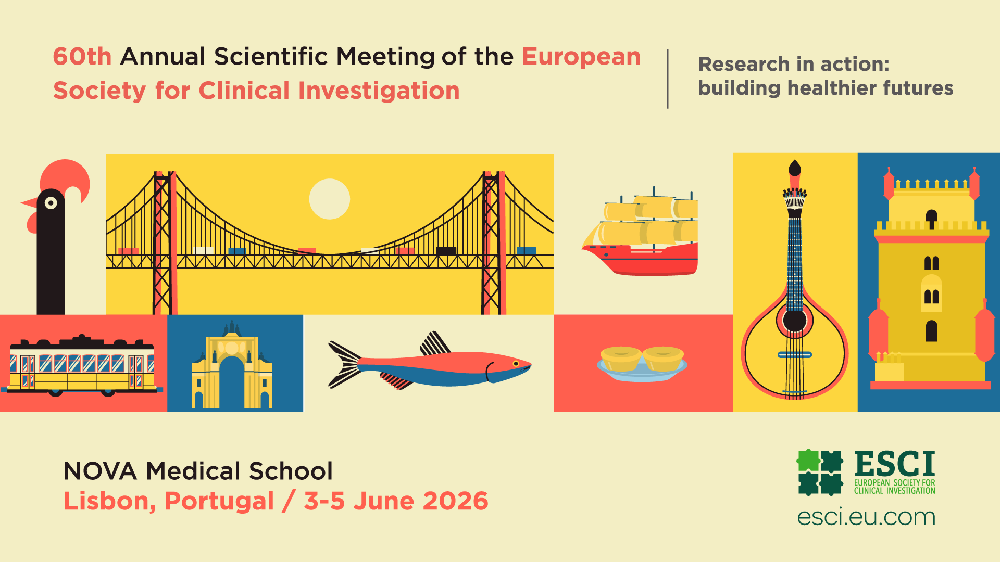 60th Annual Scientific Meeting of the European
Society for Clinical Investigation
Research in action:
building healthier futures
NOVA Medical School
Lisbon, Portugal / 3-5 June 2026
ESCI
EUROPEAN SOCIETY FOR
CLINICAL INVESTIGATION
esci.eu.com